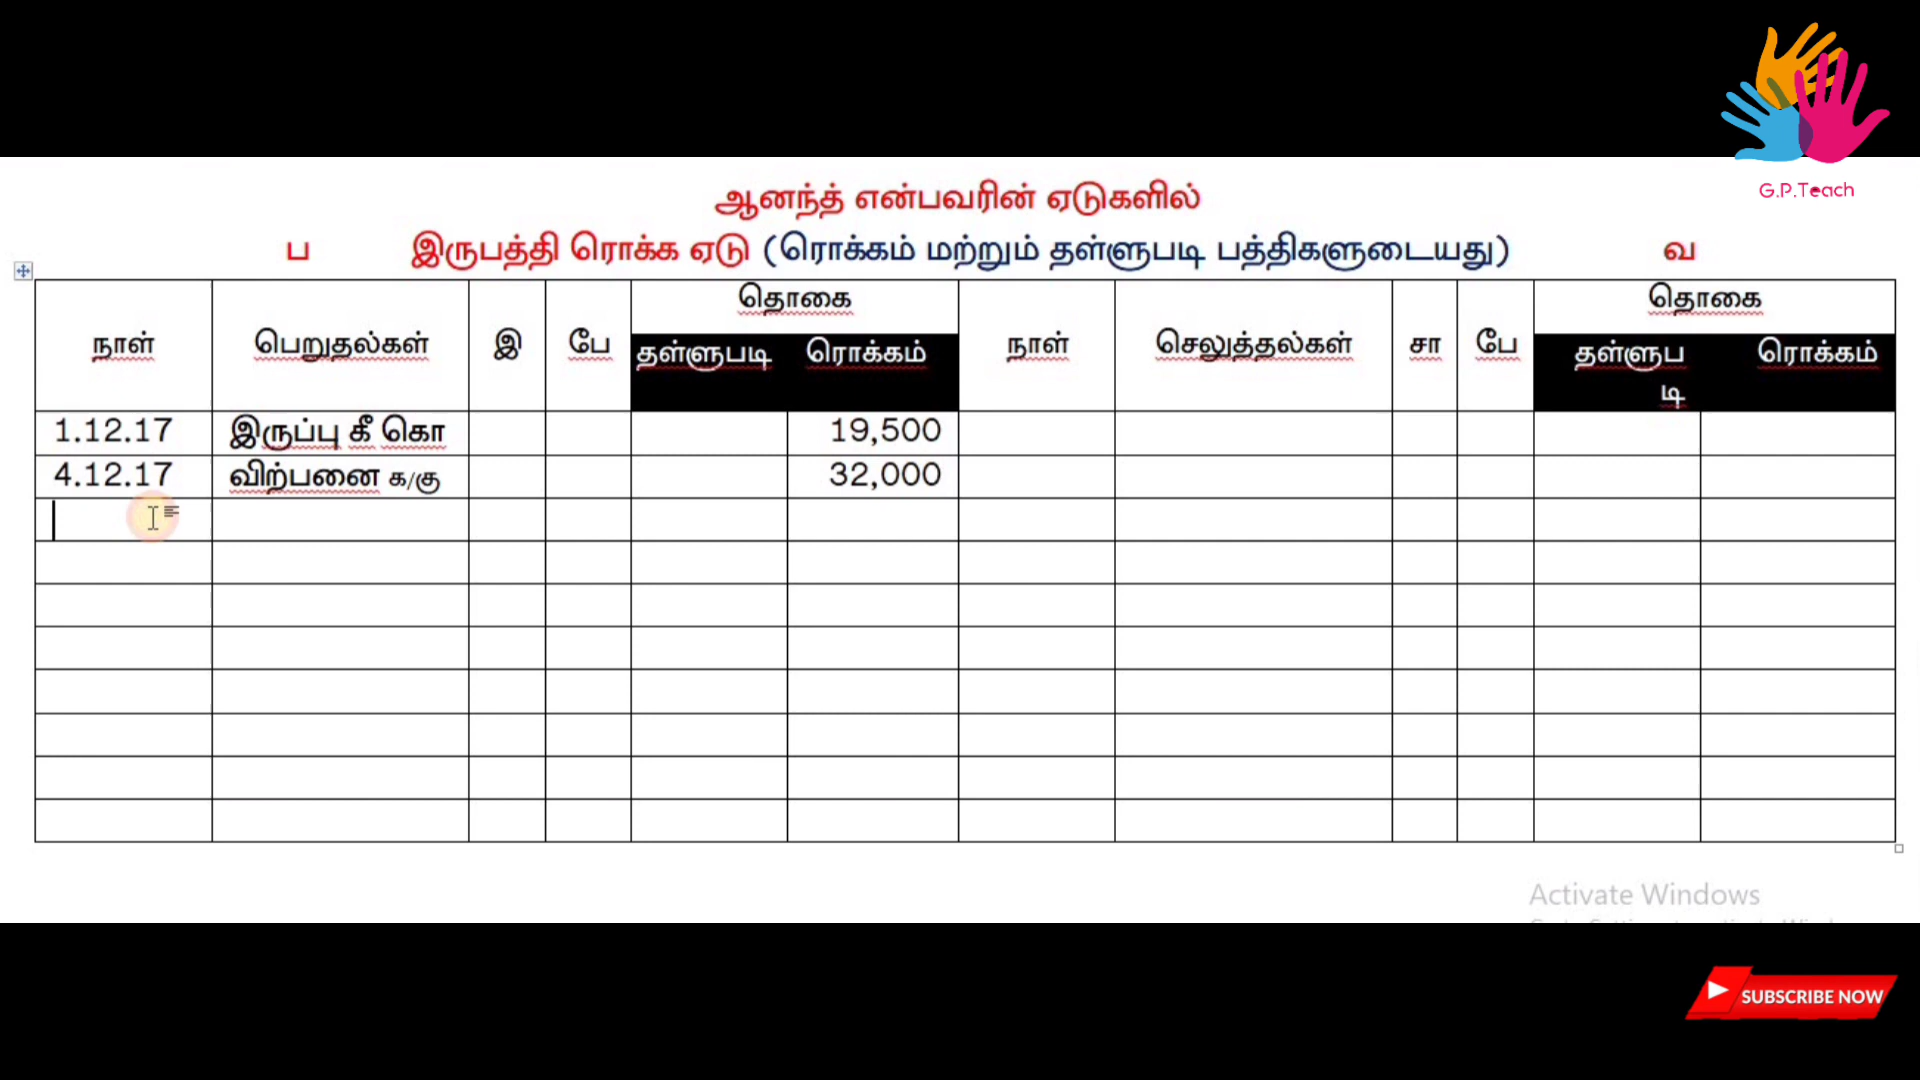 G.P.Teach
ஆனந்த் என்பவரின் ஏடுகளில்
ப இருபத்தி ரொக்க ஏடு (ரொக்கம் மற்றும் தள்ளுபடி பத்திகளுடையது) வ
நாள் பெறுதல்கள் இ பே தொகை நாள் செலுத்தல்கள் சா பே தொகை
தள்ளுபடி ரொக்கம் தள்ளுப ரொக்கம்
டி
1.12.17 இருப்பு கீ கொ 19,500
4.12.17 விற்பனை க/கு 32,000
Activate Windows
SUBSCRIBE NOW